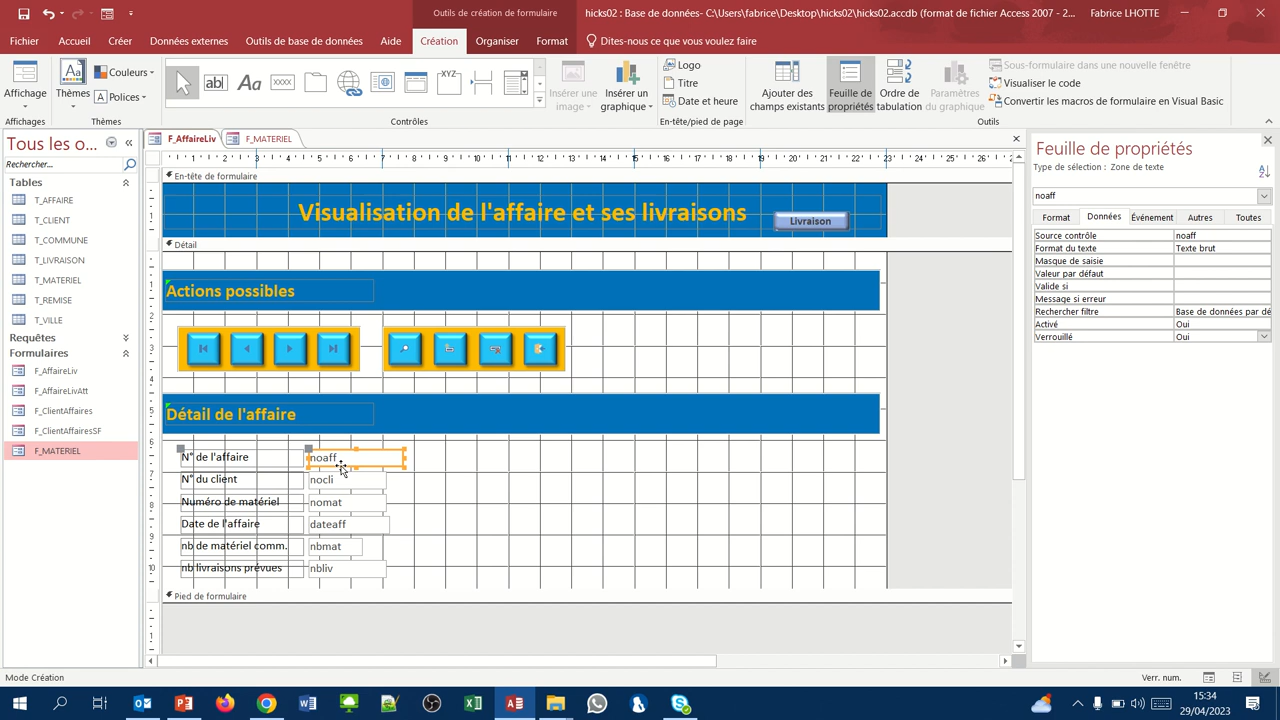 Outils de création de formulaire
hicks02 : Base de données- C:\Users\fabrice\Desktop\hicks02\hicks02.accdb (format de fichier Access 2007 - 2...
Fabrice LHOTTE
Fichier
Accueil
Créer
Données externes
Outils de base de données
Aide
Création
Organiser
Format
Dites-nous ce que vous voulez faire
Affichage
Thèmes
Couleurs
Polices
ab|
Aa
XXXX
XYZ
Insérer une image
Insérer un graphique
Logo
Titre
Date et heure
Ajouter des champs existants
Feuille de propriétés
Ordre de tabulation
Paramètres du graphique
Sous-formulaire dans une nouvelle fenêtre
Visualiser le code
Convertir les macros de formulaire en Visual Basic
Affichages
Thèmes
Contrôles
En-tête/pied de page
Outils
Tous les o...
Rechercher...
Tables
T_AFFAIRE
T_CLIENT
T_COMMUNE
T_LIVRAISON
T_MATERIEL
T_REMISE
T_VILLE
Requêtes
Formulaires
F_AffaireLiv
F_AffaireLivAtt
F_ClientAffaires
F_ClientAffairesSF
F_MATERIEL
F_AffaireLiv
F_MATERIEL
En-tête de formulaire
Visualisation de l'affaire et ses livraisons
Livraison
Détail
Actions possibles
Détail de l'affaire
N° de l'affaire noaff
N° du client nocli
Numéro de matériel nomat
Date de l'affaire dateaff
nb de matériel comm. nbmat
nb livraisons prévues nbliv
Pied de formulaire
Feuille de propriétés
Type de sélection : Zone de texte
noaff
Format
Données
Événement
Autres
Toutes
Source contrôle noaff
Format du texte Texte brut
Masque de saisie
Valeur par défaut
Valide si
Message si erreur
Rechercher filtre Base de données par dé
Activé Oui
Verrouillé Oui
Mode Création
Verr. num.
15:34
29/04/2023